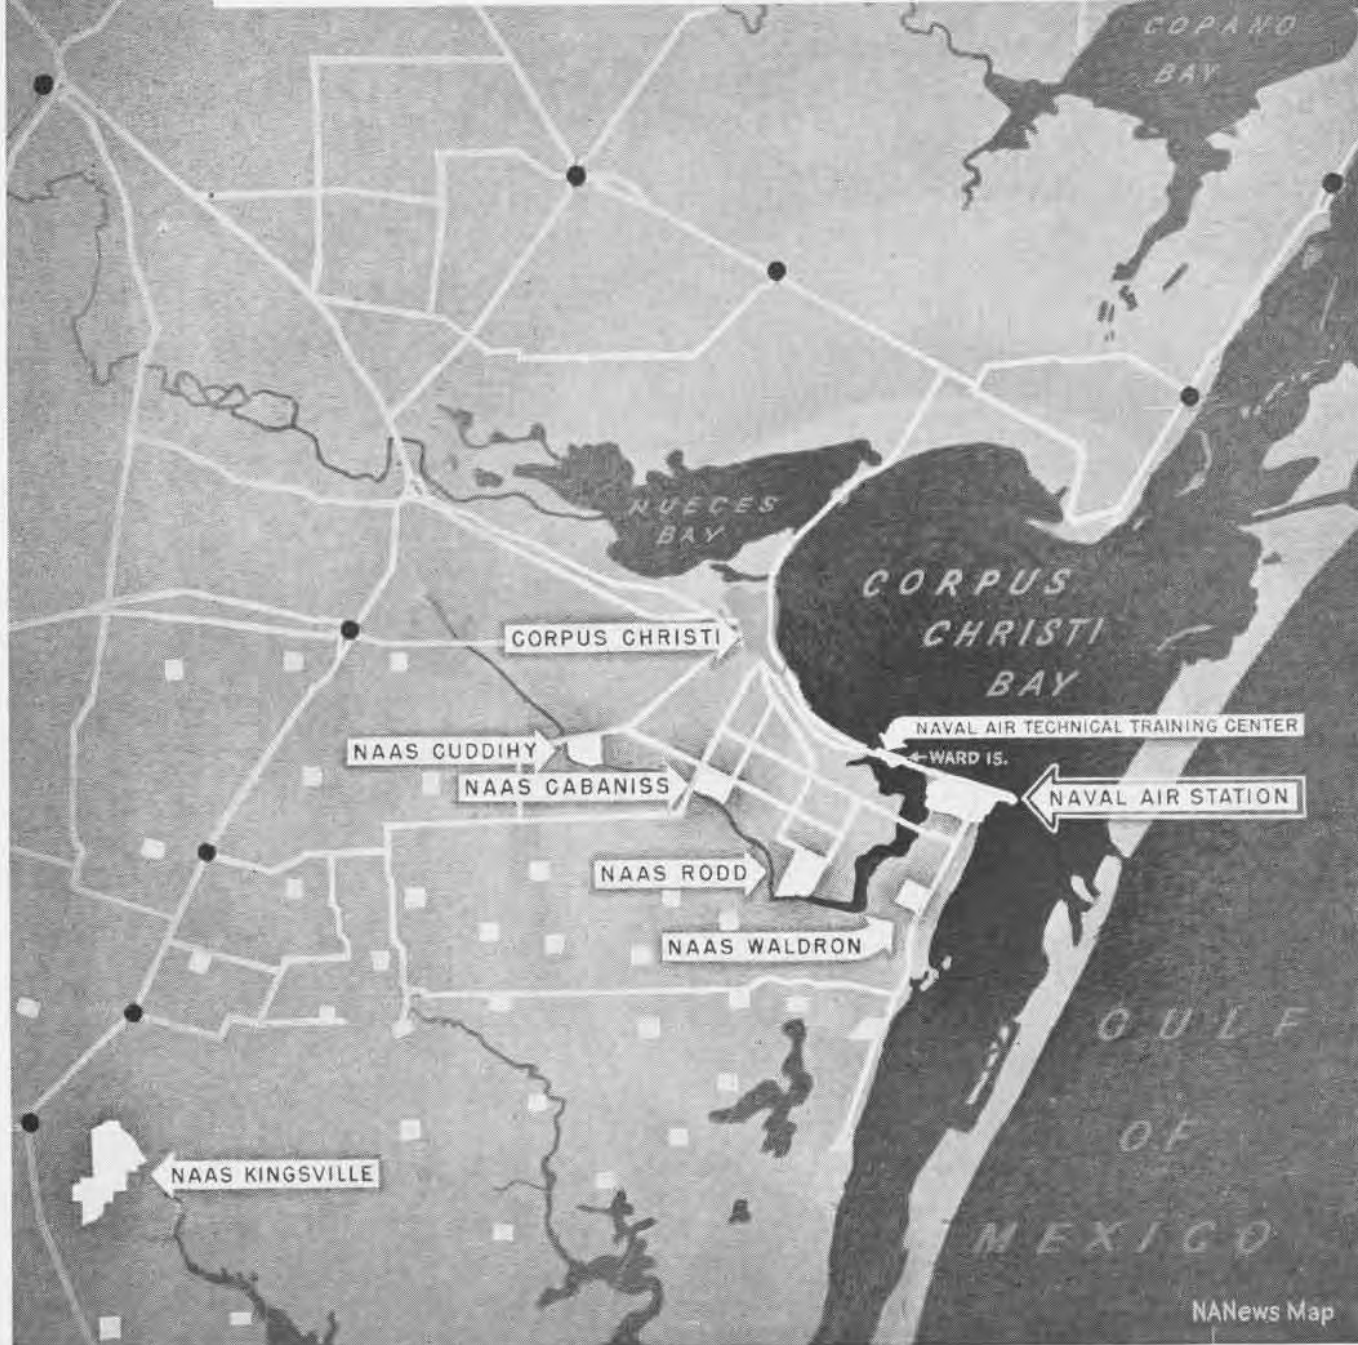 COPANO
BAY
NUECES
BAY
CORPUS
CHRISTI
BAY
CORPUS CHRISTI
NAVAL AIR TECHNICAL TRAINING CENTER
WARD IS.
NAAS CUDDIHY
NAAS CABANISS
NAVAL AIR STATION
NAAS RODD
NAAS WALDRON
GULF
OF
MEXICO
NAAS KINGSVILLE
NANews Map